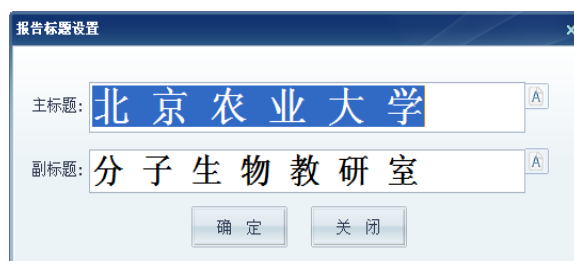 报告标题设置
主标题: 北 京 农 业 大 学 A
副标题: 分 子 生 物 教 研 室 A
确 定 关 闭